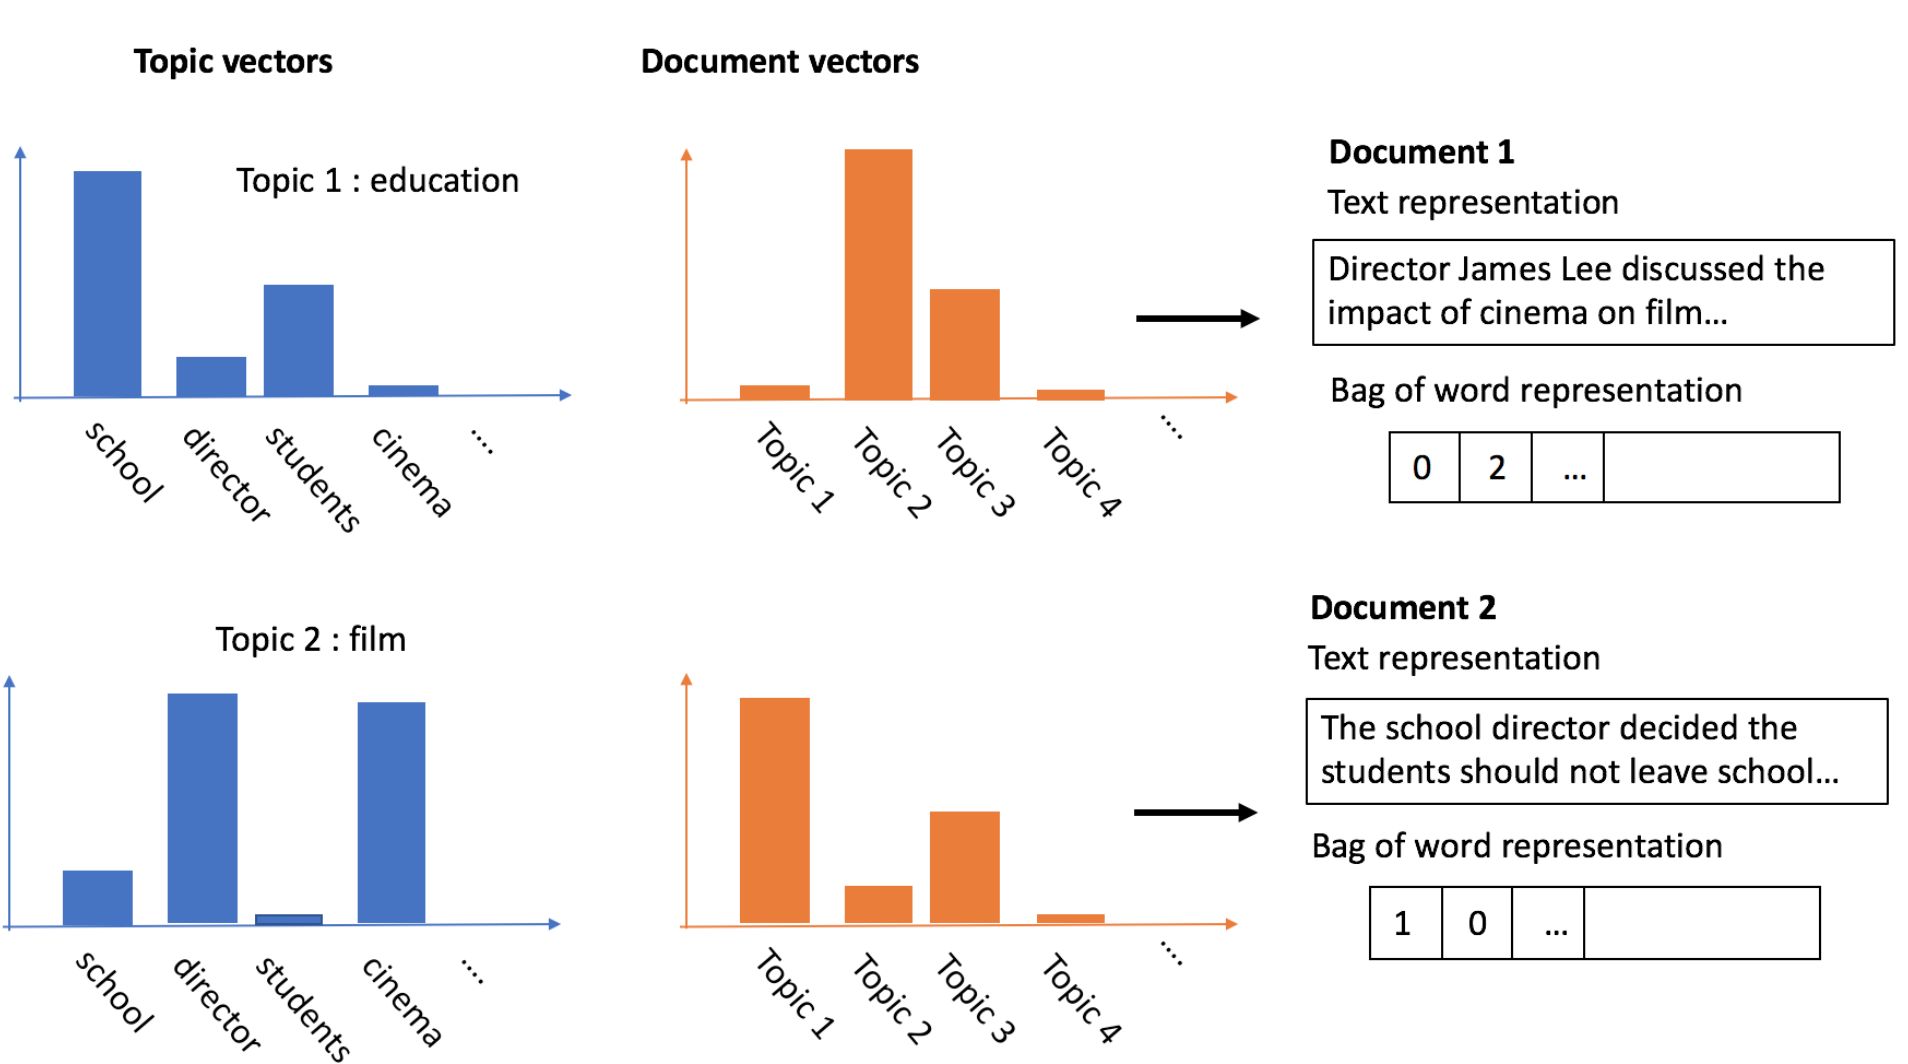 Topic vectors
Document vectors
Topic 1 : education
school
director
students
cinema
....
Topic 1
Topic 2
Topic 3
Topic 4
....
Document 1
Text representation
Director James Lee discussed the
impact of cinema on film...
Bag of word representation
0 2 ...
Topic 2 : film
school
director
students
cinema
....
Topic 1
Topic 2
Topic 3
Topic 4
....
Document 2
Text representation
The school director decided the
students should not leave school...
Bag of word representation
1 0 ...